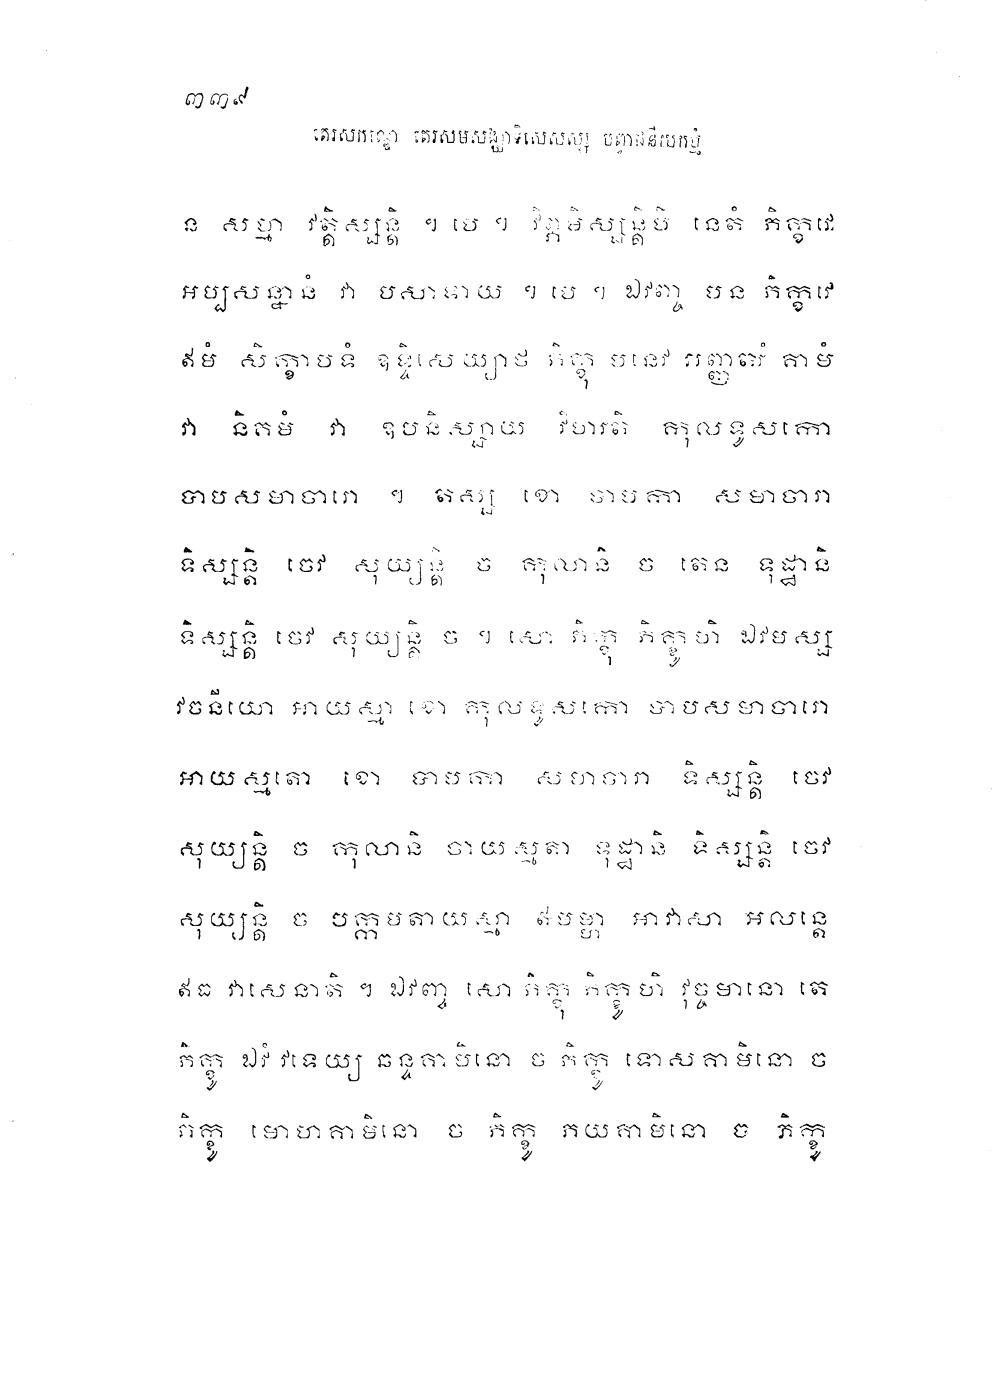 ៣៣៩
តេរសកណ្ឌេ តេរសមសង្ឃាទិសេសស្ស បព្វាជនីយកម្មំ
ន សម្មា វត្តិស្សន្តិ ។ បេ ។ វិព្ភមិស្សន្តិបិ នេតំ ភិក្ខវេ
អប្បសន្នានំ វា បសាទាយ ។ បេ ។ ឯវញ្ច បន ភិក្ខវេ
ឥមំ សិក្ខាបទំ ឧទ្ទិសេយ្យាថ ភិក្ខុ បនេវ អញ្ញតរំ គាមំ
វា និគមំ វា ឧបនិស្សាយ វិហរតិ កុលទូសកោ
បាបសមាចារោ ។ តស្ស ខោ បាបកា សមាចារា
ទិស្សន្តិ ចេវ សុយ្យន្តិ ច កុលានិ ច តេន ទុដ្ឋានិ
ទិស្សន្តិ ចេវ សុយ្យន្តិ ច ។ សោ ភិក្ខុ ភិក្ខូហិ ឯវមស្ស
វចនីយោ អាយស្មា ខោ កុលទូសកោ បាបសមាចារោ
អាយស្មតោ ខោ បាបកា សមាចារា ទិស្សន្តិ ចេវ
សុយ្យន្តិ ច កុលានិ ចាយស្មតា ទុដ្ឋានិ ទិស្សន្តិ ចេវ
សុយ្យន្តិ ច បក្កមតាយស្មា ឥមម្ហា អាវាសា អលន្តេ
ឥធ វាសេនាតិ ។ ឯវញ្ច សោ ភិក្ខុ ភិក្ខូហិ វុច្ចមានោ តេ
ភិក្ខូ ឯវំ វទេយ្យ ឆន្ទគាមិនោ ច ភិក្ខូ ទោសគាមិនោ ច
ភិក្ខូ មោហគាមិនោ ច ភិក្ខូ ភយគាមិនោ ច ភិក្ខូ